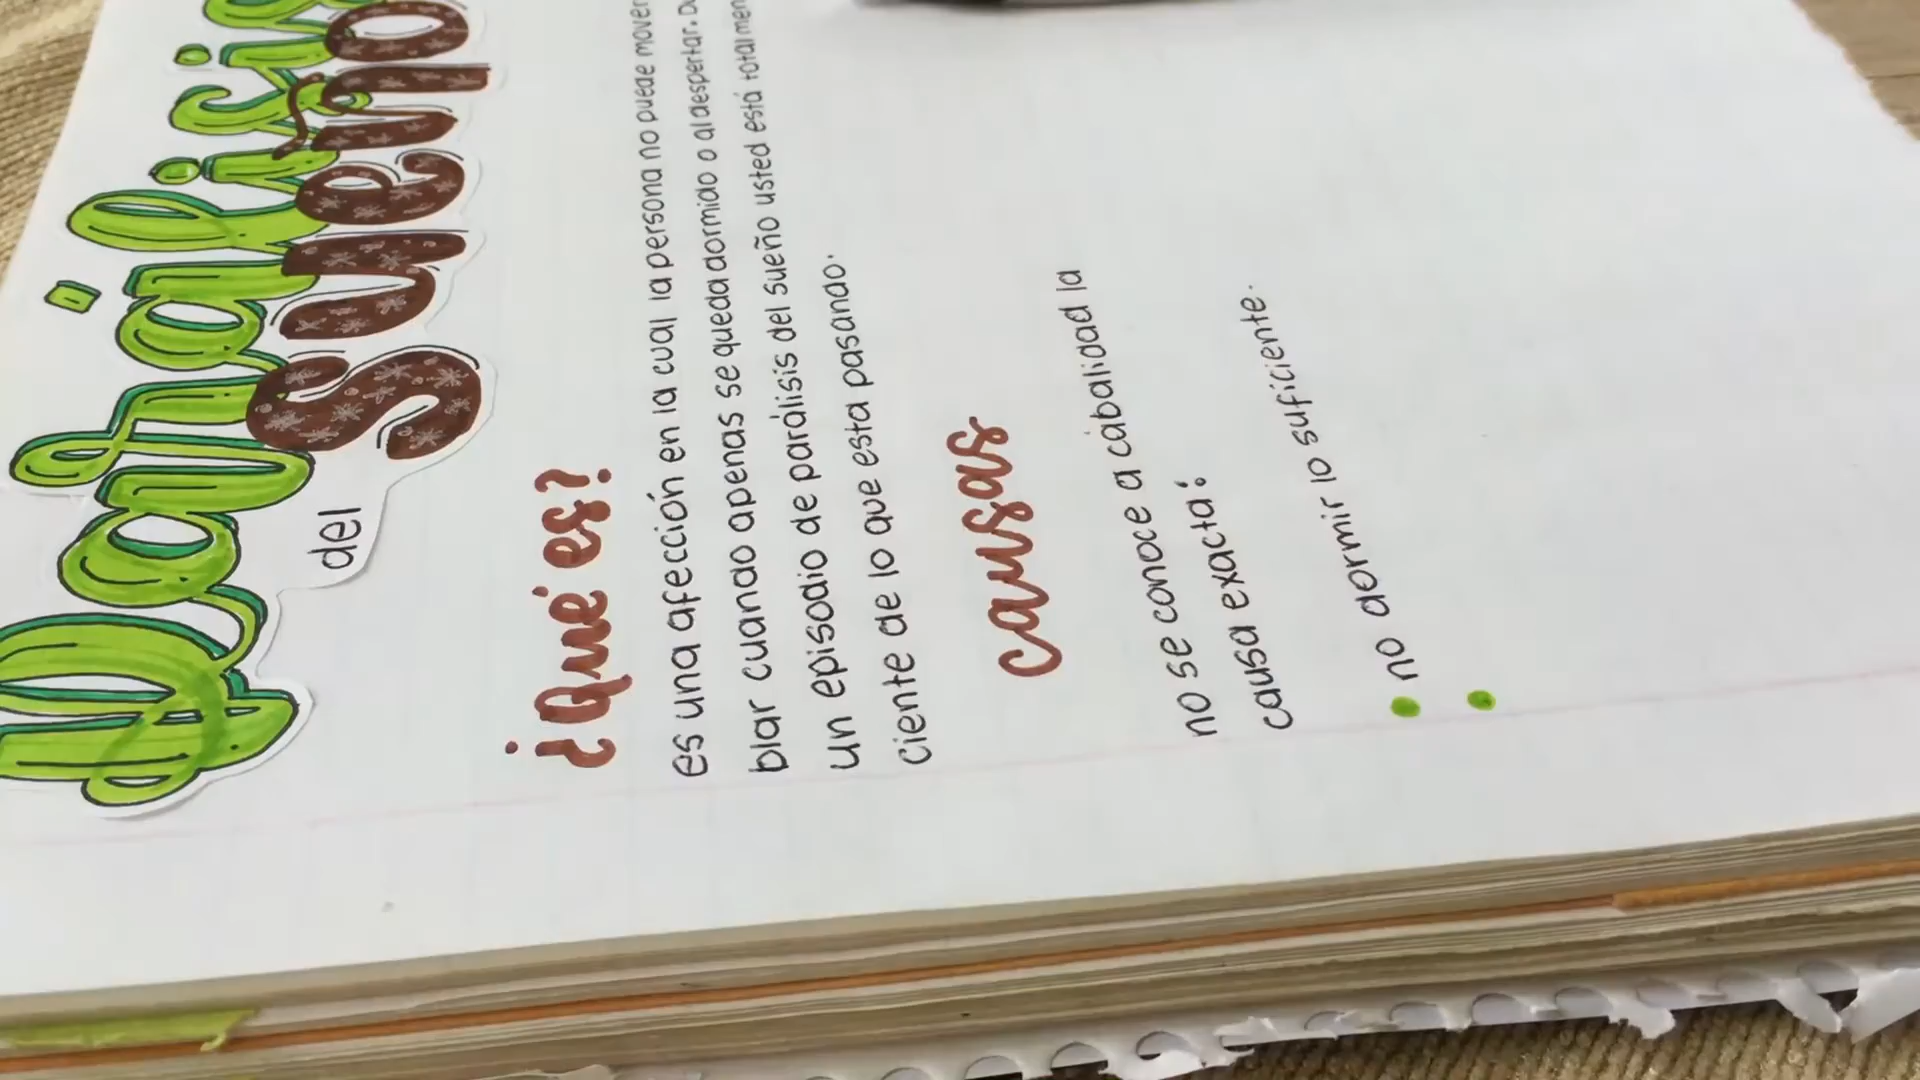 Parálisis
del sueño
¿Qué es?
es una afección en la cual la persona no puede mover
blar cuando apenas se queda dormido o al despertar.
un episodio de parálisis del sueño usted está totalmen
ciente de lo que esta pasando.
causas
no se conoce a cabalidad la
causa exacta:
• no dormir lo suficiente.
•